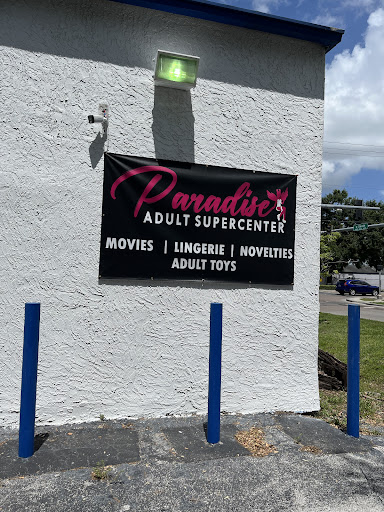 Paradise
ADULT SUPERCENTER
MOVIES | LINGERIE | NOVELTIES
ADULT TOYS